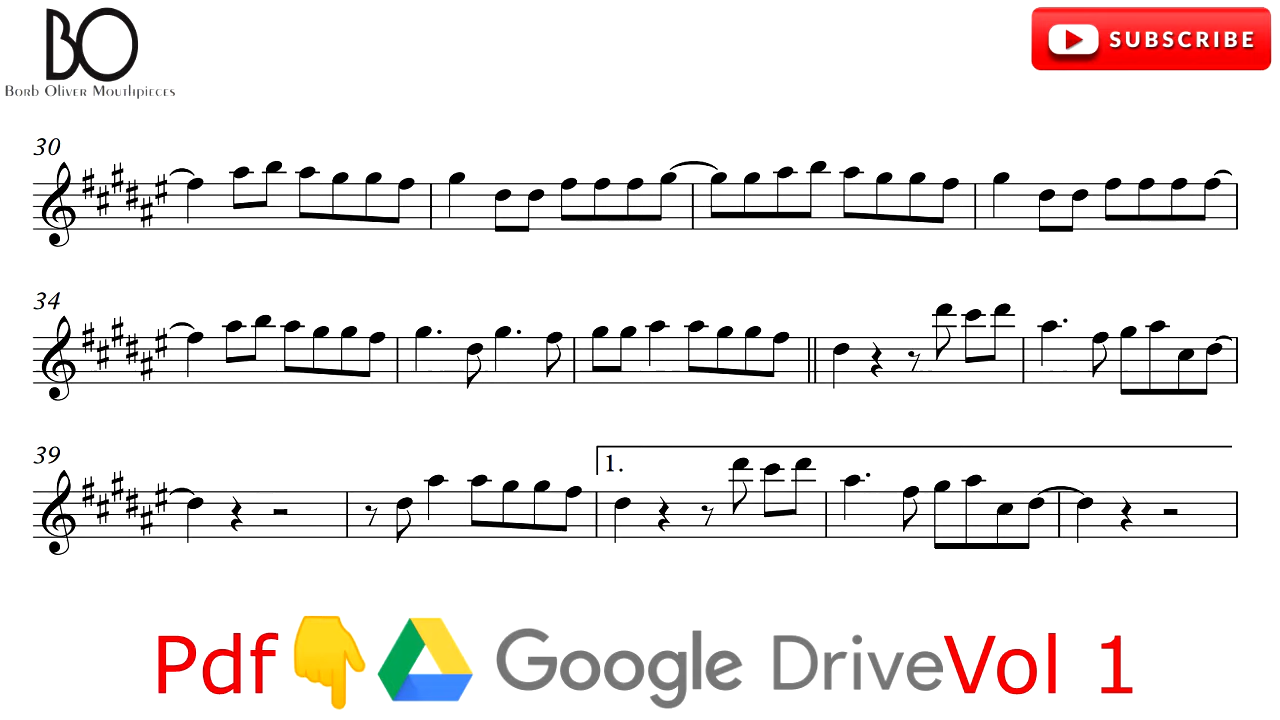 BO
Borb Oliver Mouthpieces
SUBSCRIBE
30
34
39
1.
Pdf Google Drive Vol 1